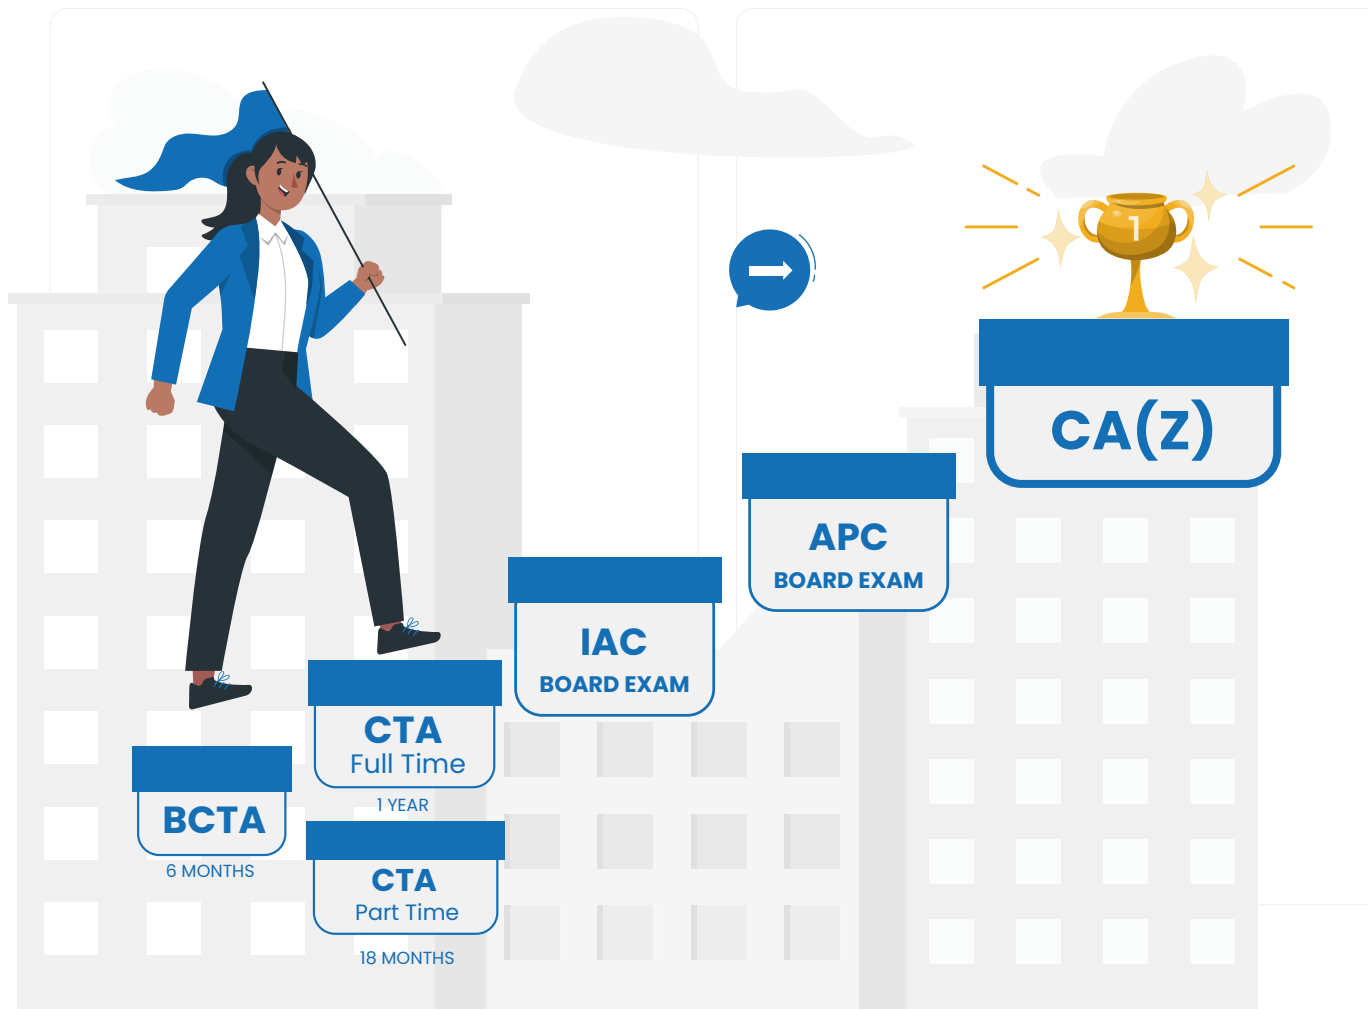 1
CA(Z)
APC
BOARD EXAM
IAC
BOARD EXAM
CTA
Full Time
1 YEAR
BCTA
6 MONTHS
CTA
Part Time
18 MONTHS